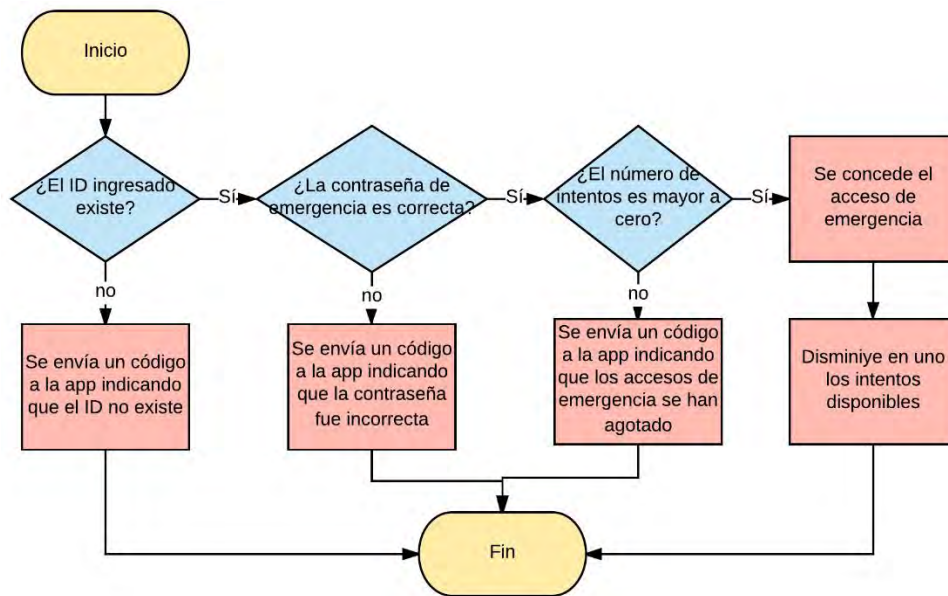 Inicio
¿El ID ingresado
existe?
Sí
¿La contraseña de
emergencia es correcta?
Sí
¿El número de
intentos es mayor a
cero?
Sí
Se concede el
acceso de
emergencia
no
no
no
Se envía un código
a la app indicando
que el ID no existe
Se envía un código
a la app indicando
que la contraseña
fue incorrecta
Se envía un código
a la app indicando
que los accesos de
emergencia se han
agotado
Disminiye en uno
los intentos
disponibles
Fin